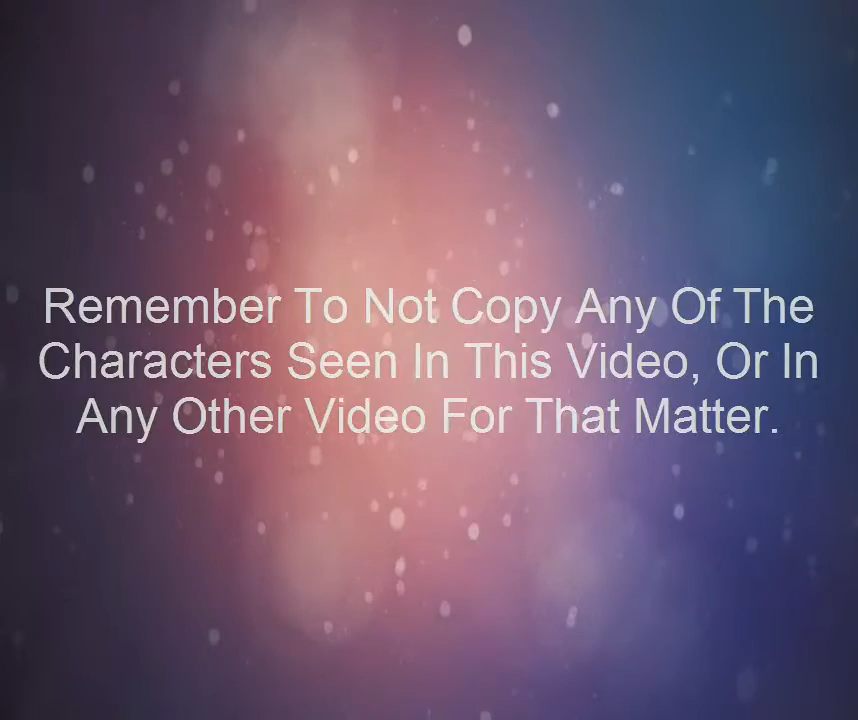 Remember To Not Copy Any Of The
Characters Seen In This Video, Or In
Any Other Video For That Matter.